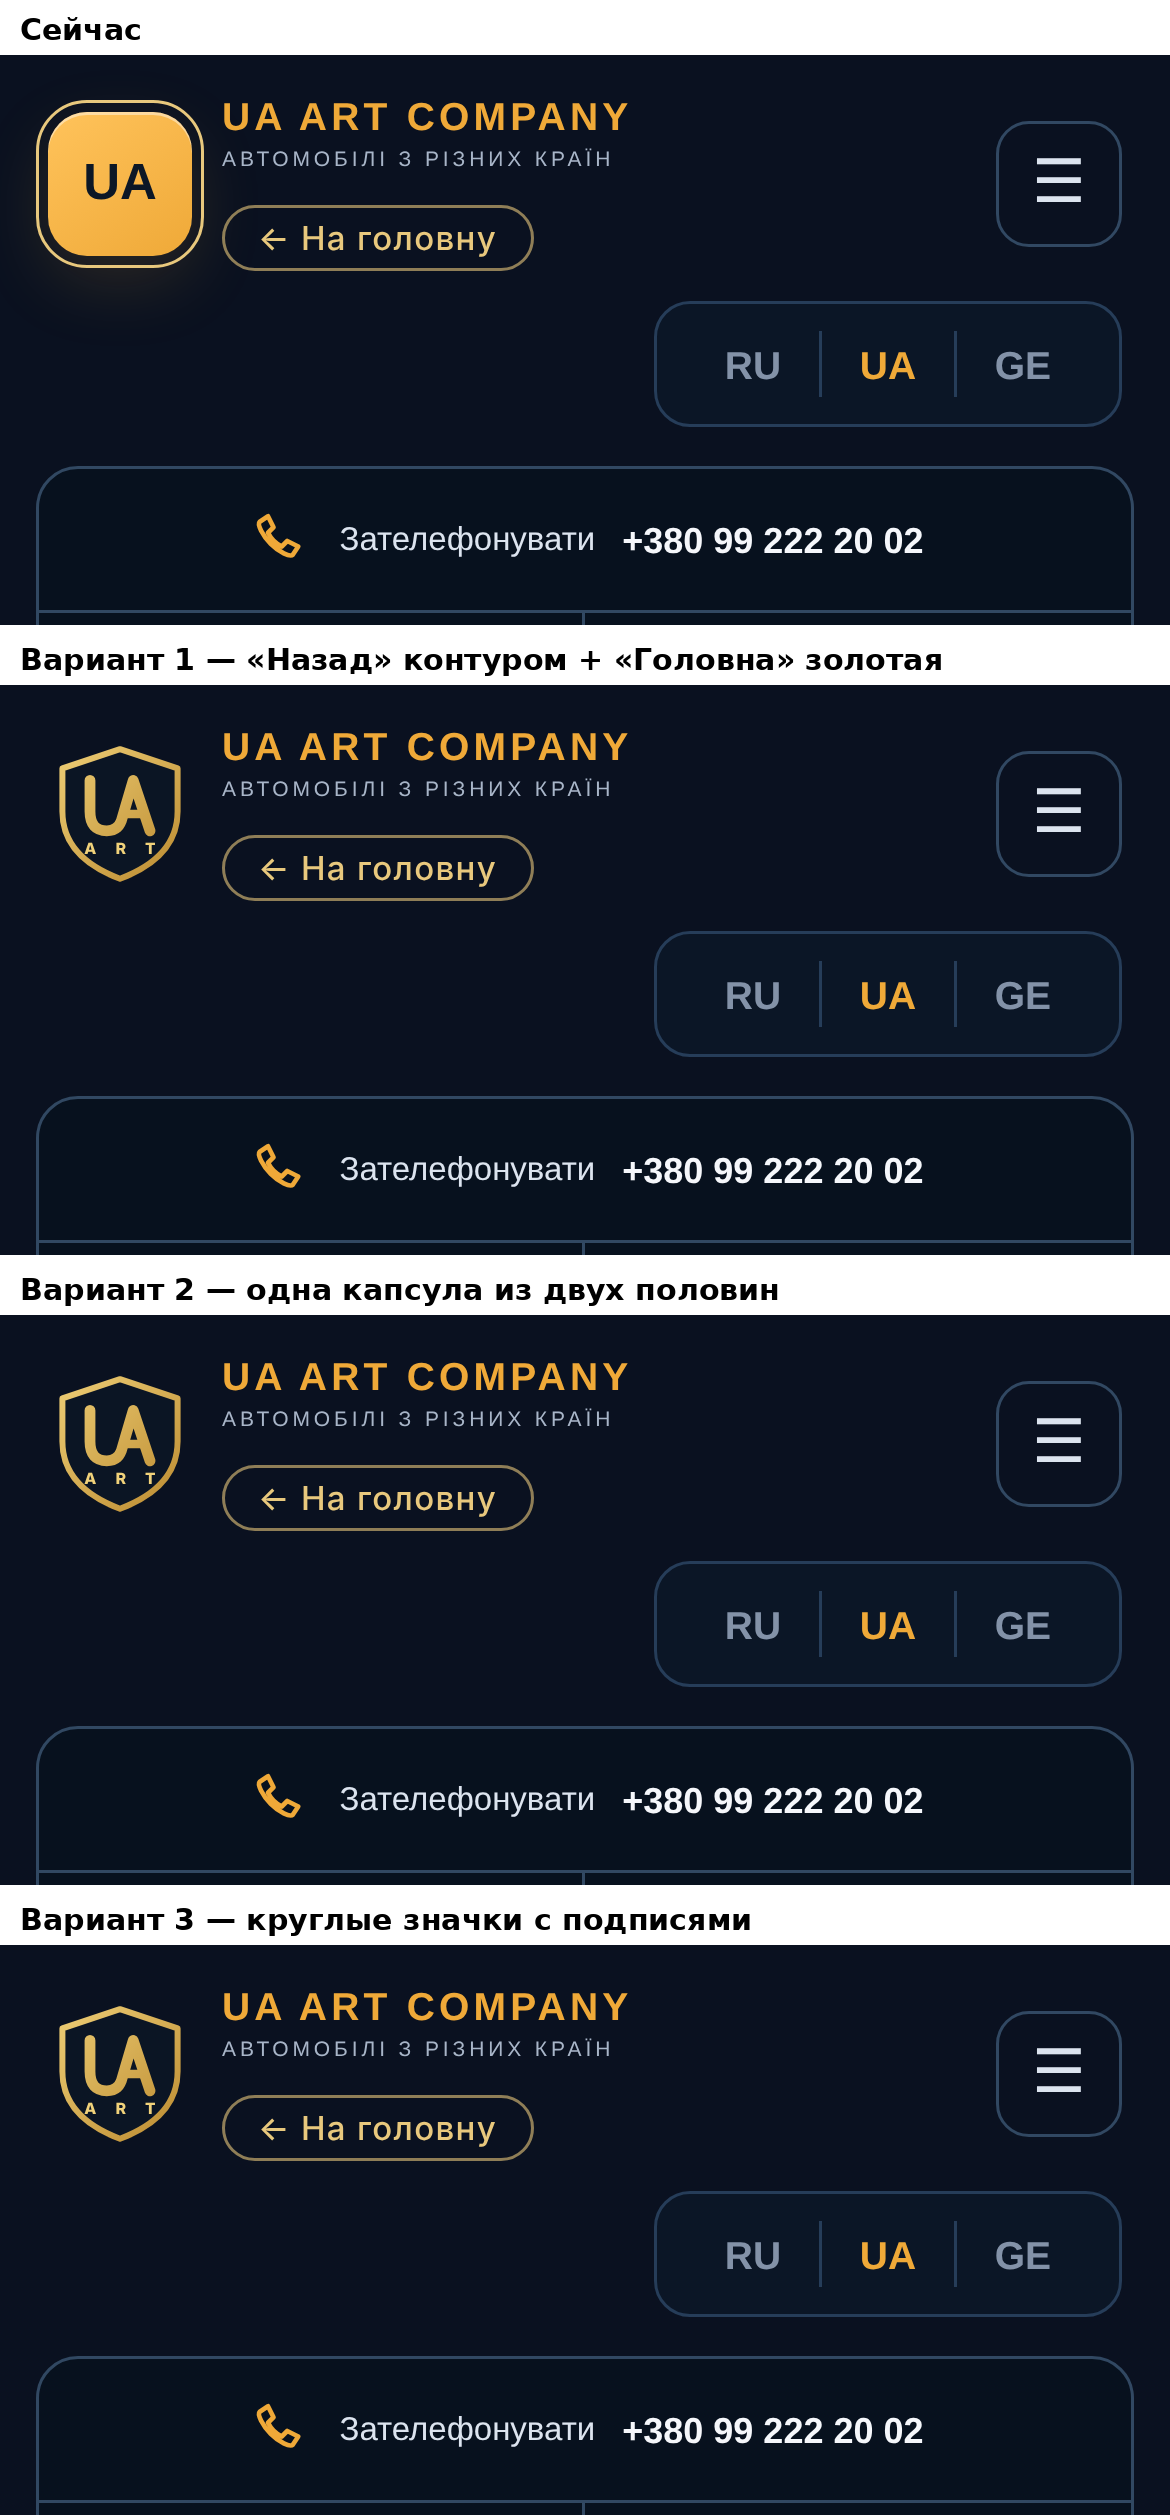 Сейчас
UA
UA ART COMPANY
АВТОМОБІЛІ З РІЗНИХ КРАЇН
← На головну
RU UA GE
Зателефонувати +380 99 222 20 02
Вариант 1 — «Назад» контуром + «Головна» золотая
UA
ART
UA ART COMPANY
АВТОМОБІЛІ З РІЗНИХ КРАЇН
← На головну
RU UA GE
Зателефонувати +380 99 222 20 02
Вариант 2 — одна капсула из двух половин
UA
ART
UA ART COMPANY
АВТОМОБІЛІ З РІЗНИХ КРАЇН
← На головну
RU UA GE
Зателефонувати +380 99 222 20 02
Вариант 3 — круглые значки с подписями
UA
ART
UA ART COMPANY
АВТОМОБІЛІ З РІЗНИХ КРАЇН
← На головну
RU UA GE
Зателефонувати +380 99 222 20 02